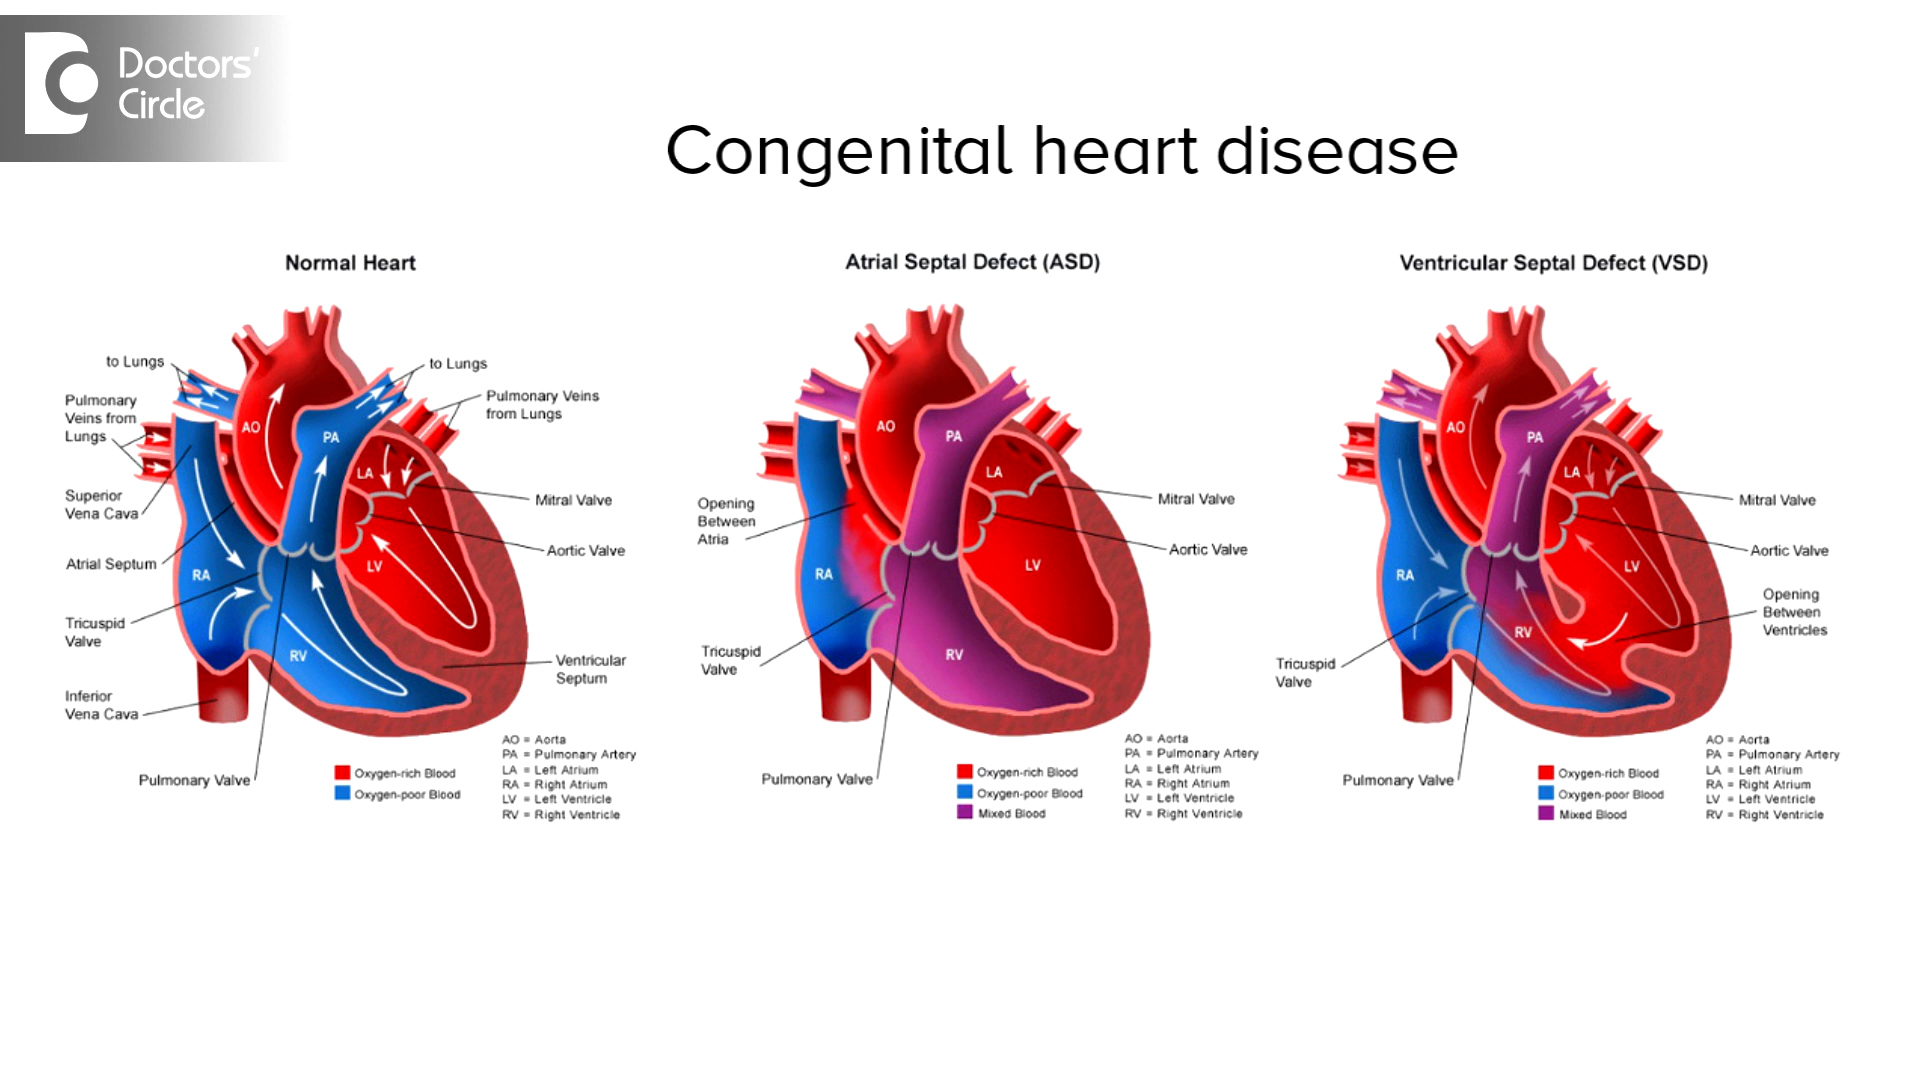 Doctors'
Circle
Congenital heart disease
Normal Heart
to Lungs
to Lungs
Pulmonary
Veins from
Lungs
Pulmonary Veins
from Lungs
AO
PA
LA
Superior
Vena Cava
Mitral Valve
Atrial Septum
Aortic Valve
RA
LV
Tricuspid
Valve
RV
Ventricular
Septum
Inferior
Vena Cava
Pulmonary Valve
Oxygen-rich Blood
Oxygen-poor Blood
AO = Aorta
PA = Pulmonary Artery
LA = Left Atrium
RA = Right Atrium
LV = Left Ventricle
RV = Right Ventricle
Atrial Septal Defect (ASD)
AO
PA
LA
Opening
Between
Atria
Mitral Valve
Aortic Valve
RA
LV
Tricuspid
Valve
RV
Pulmonary Valve
Oxygen-rich Blood
Oxygen-poor Blood
Mixed Blood
AO = Aorta
PA = Pulmonary Artery
LA = Left Atrium
RA = Right Atrium
LV = Left Ventricle
RV = Right Ventricle
Ventricular Septal Defect (VSD)
AO
PA
LA
Mitral Valve
Aortic Valve
RA
LV
Opening
Between
Ventricles
RV
Tricuspid
Valve
Pulmonary Valve
Oxygen-rich Blood
Oxygen-poor Blood
Mixed Blood
AO = Aorta
PA = Pulmonary Artery
LA = Left Atrium
RA = Right Atrium
LV = Left Ventricle
RV = Right Ventricle